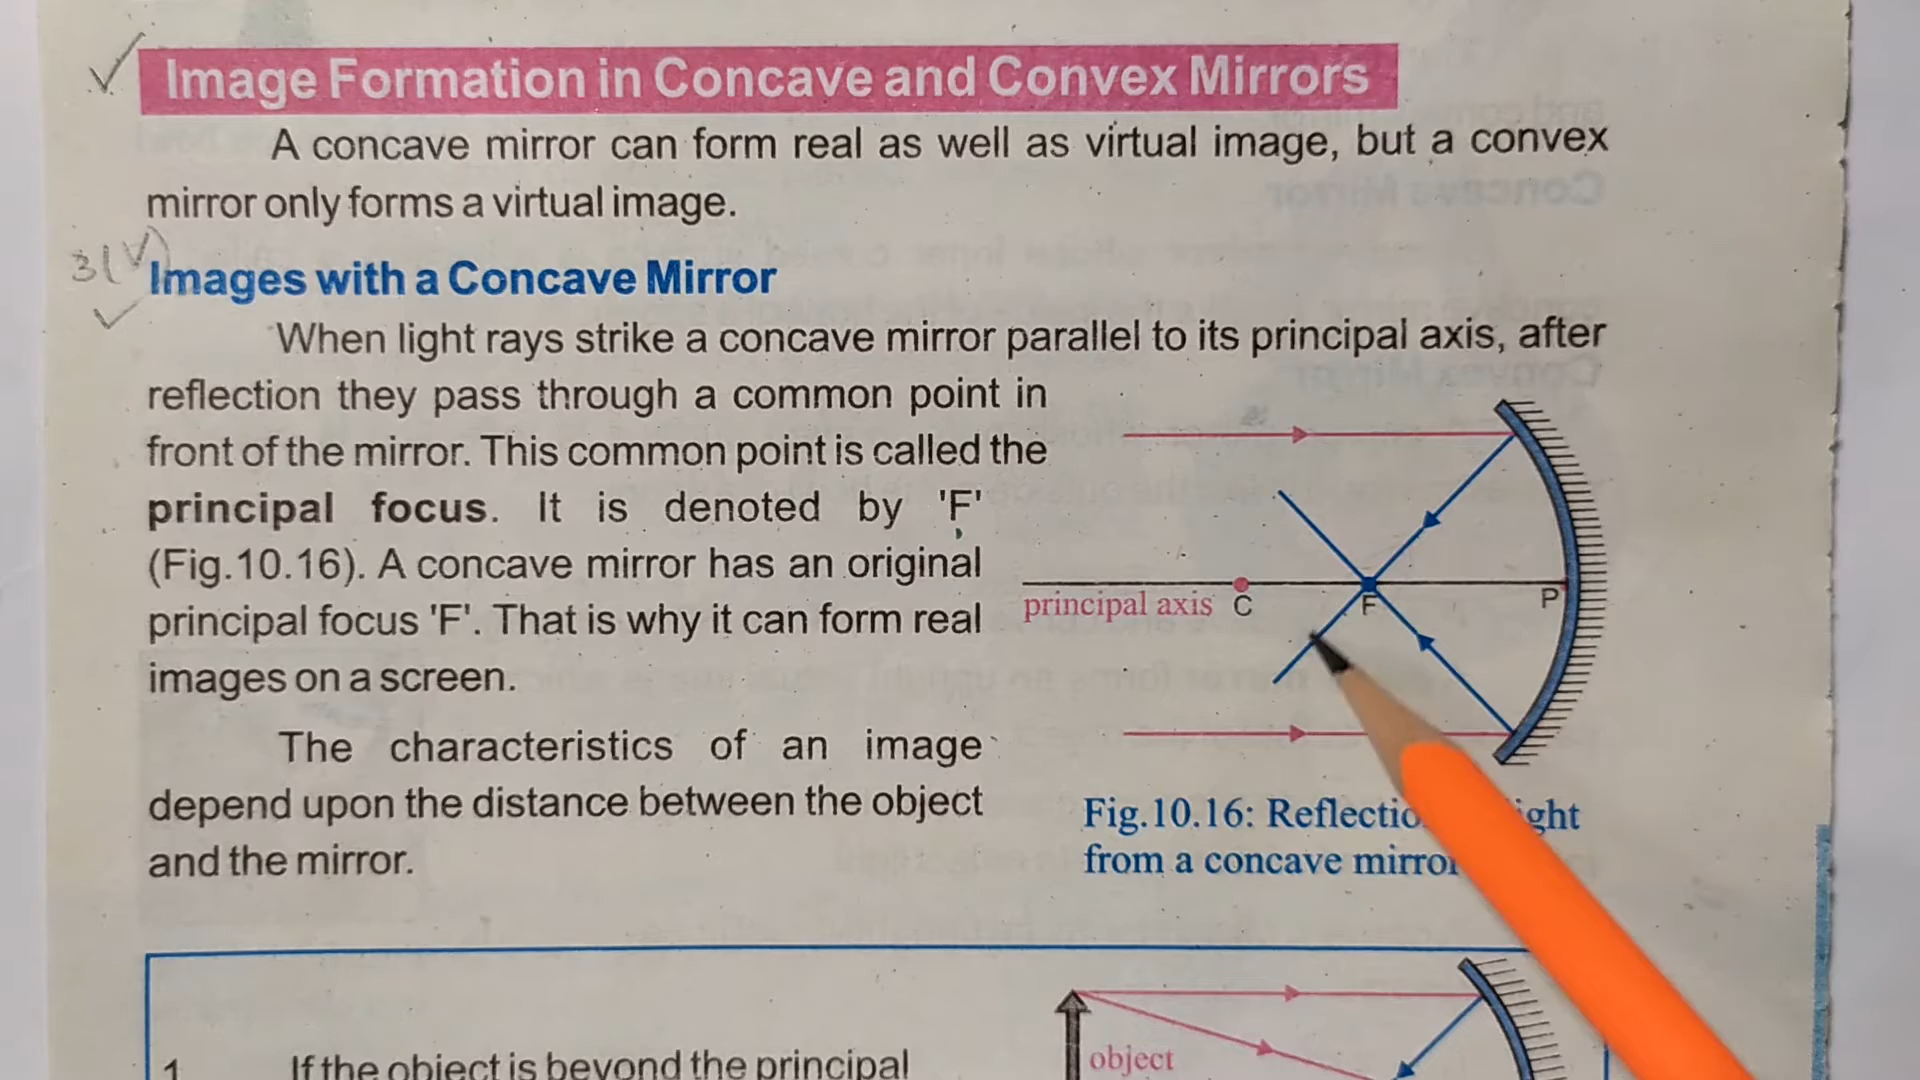 Image Formation in Concave and Convex Mirrors
A concave mirror can form real as well as virtual image, but a convex
mirror only forms a virtual image.
3(V)
Images with a Concave Mirror
When light rays strike a concave mirror parallel to its principal axis, after
reflection they pass through a common point in
front of the mirror. This common point is called the
principal focus. It is denoted by 'F'
(Fig.10.16). A concave mirror has an original
principal focus 'F'. That is why it can form real
images on a screen.
The characteristics of an image
depend upon the distance between the object
and the mirror.
principal axis C F P
Fig.10.16: Reflectio ight
from a concave mirror
1 If the object is beyond the principal
object